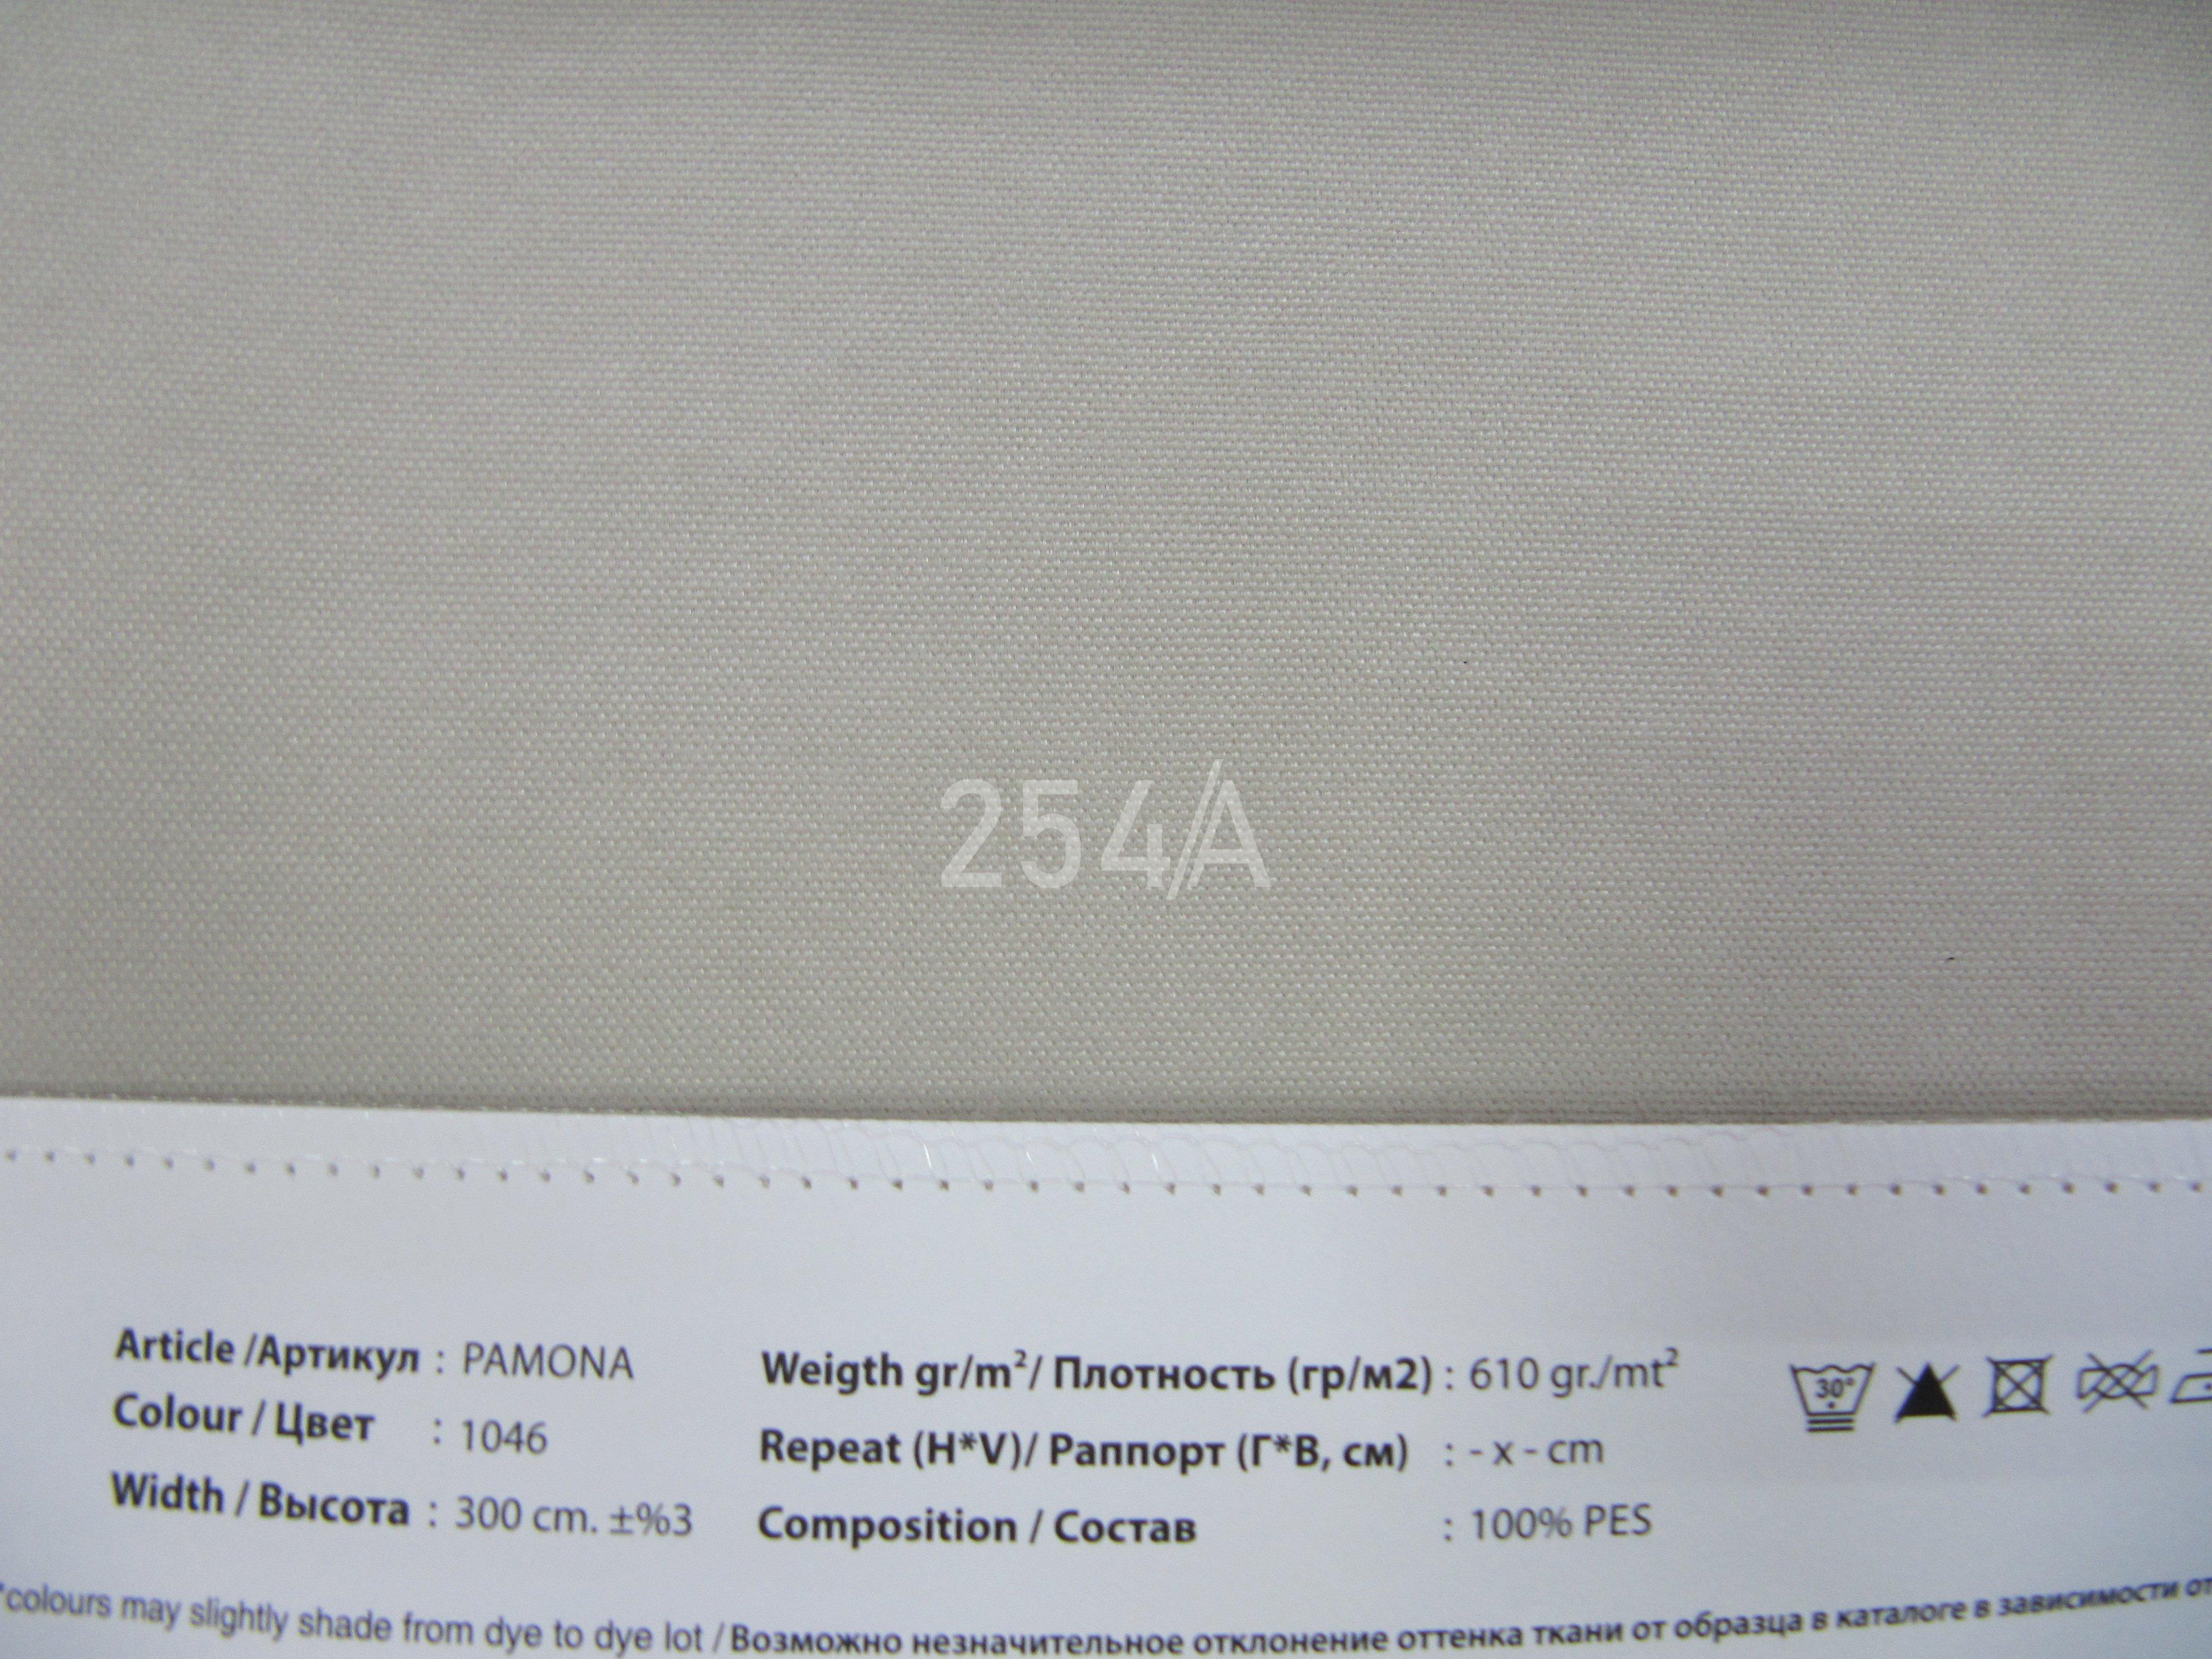 254/A
Article /Артикул : PAMONA
Colour / Цвет : 1046
Width / Высота : 300 cm. ±%3
Weigth gr/m²/ Плотность (гр/м2) : 610 gr./mt²
Repeat (H*V)/ Раппорт (Г*В, см) : - x - cm
Composition / Состав : 100% PES
30°
*colours may slightly shade from dye to dye lot / Возможно незначительное отклонение оттенка ткани от образца в каталоге в зависимости от